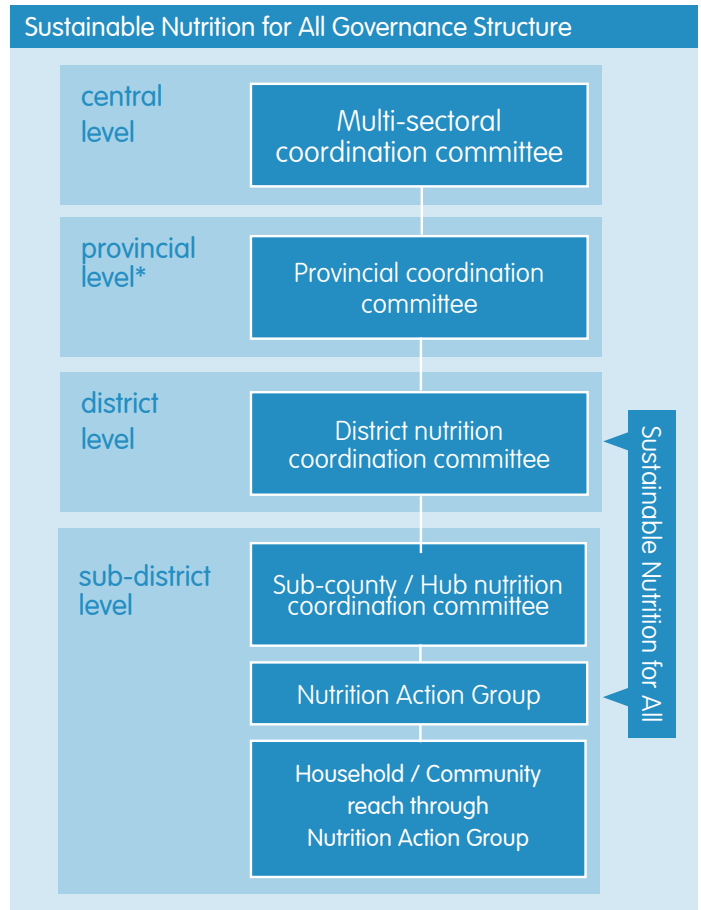 Sustainable Nutrition for All Governance Structure
central
level
Multi-sectoral
coordination committee
provincial
level*
Provincial coordination
committee
district
level
District nutrition
coordination committee
sub-district
level
Sub-county / Hub nutrition
coordination committee
Nutrition Action Group
Household / Community
reach through
Nutrition Action Group
Sustainable Nutrition for All